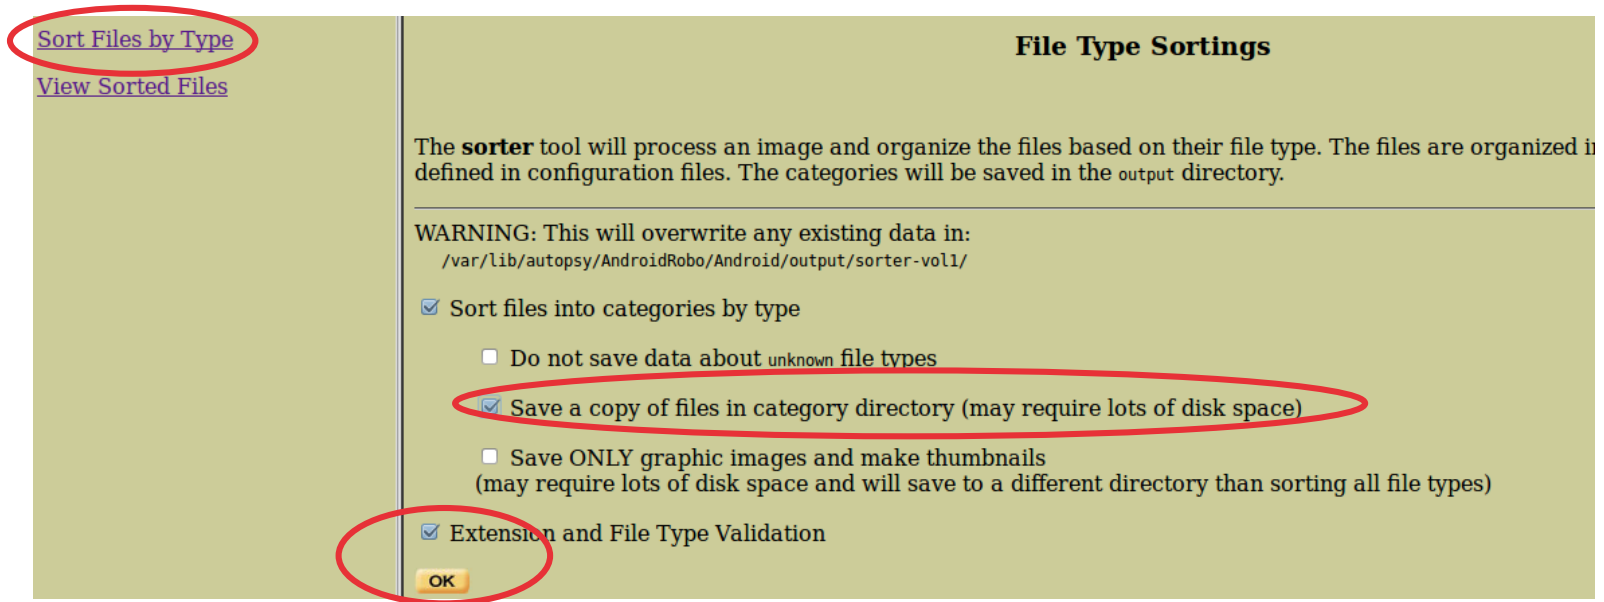 Sort Files by Type
View Sorted Files
File Type Sortings
The sorter tool will process an image and organize the files based on their file type. The files are organized
defined in configuration files. The categories will be saved in the output directory.
WARNING: This will overwrite any existing data in:
/var/lib/autopsy/AndroidRobo/Android/output/sorter-vol1/
Sort files into categories by type
Do not save data about unknown file types
Save a copy of files in category directory (may require lots of disk space)
Save ONLY graphic images and make thumbnails
(may require lots of disk space and will save to a different directory than sorting all file types)
Extension and File Type Validation
OK